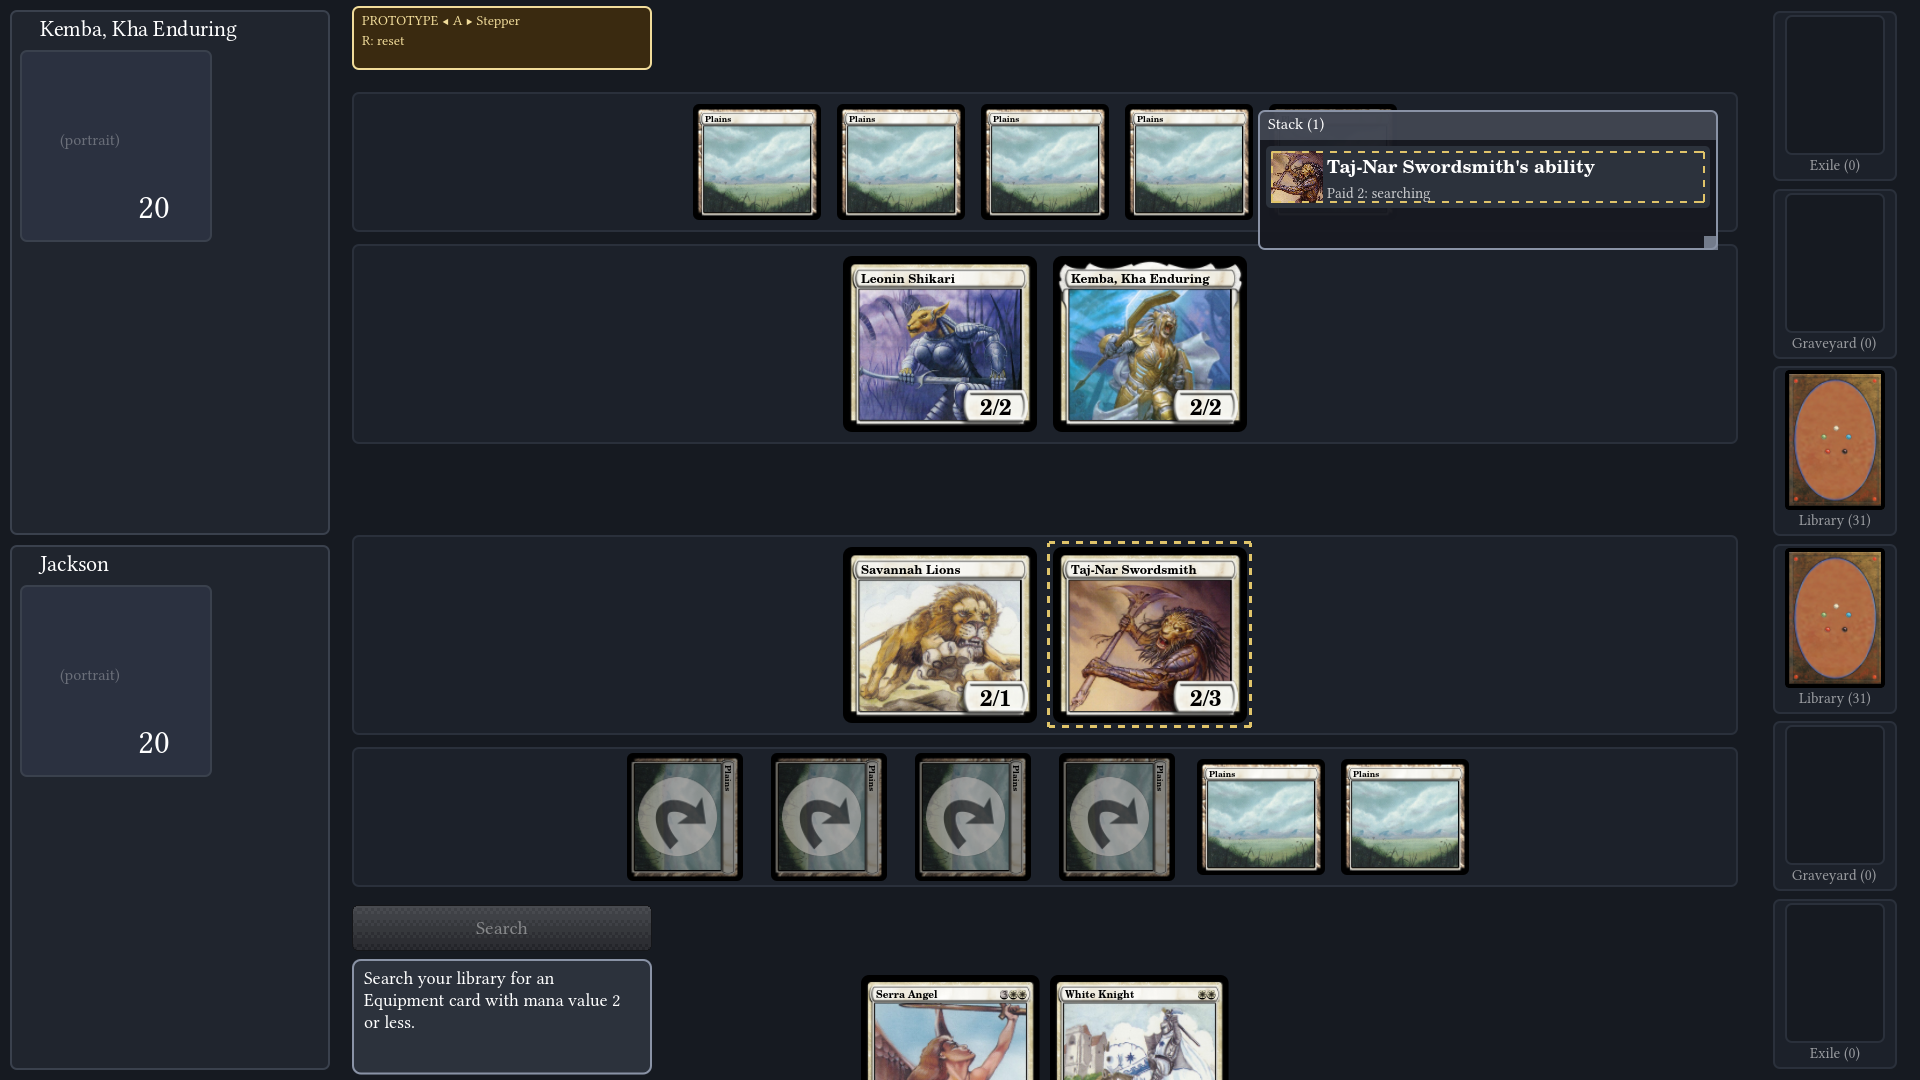 Kemba, Kha Enduring
(portrait)
20
PROTOTYPE ◂ A ▸ Stepper
R: reset
Plains
Plains
Plains
Plains
Stack (1)
Taj-Nar Swordsmith's ability
Paid 2: searching
Leonin Shikari
2/2
Kemba, Kha Enduring
2/2
Exile (0)
Graveyard (0)
Library (31)
Jackson
(portrait)
20
Savannah Lions
2/1
Taj-Nar Swordsmith
2/3
Plains
Plains
Plains
Plains
Plains
Plains
Library (31)
Graveyard (0)
Exile (0)
Search
Search your library for an
Equipment card with mana value 2
or less.
Serra Angel
3
White Knight